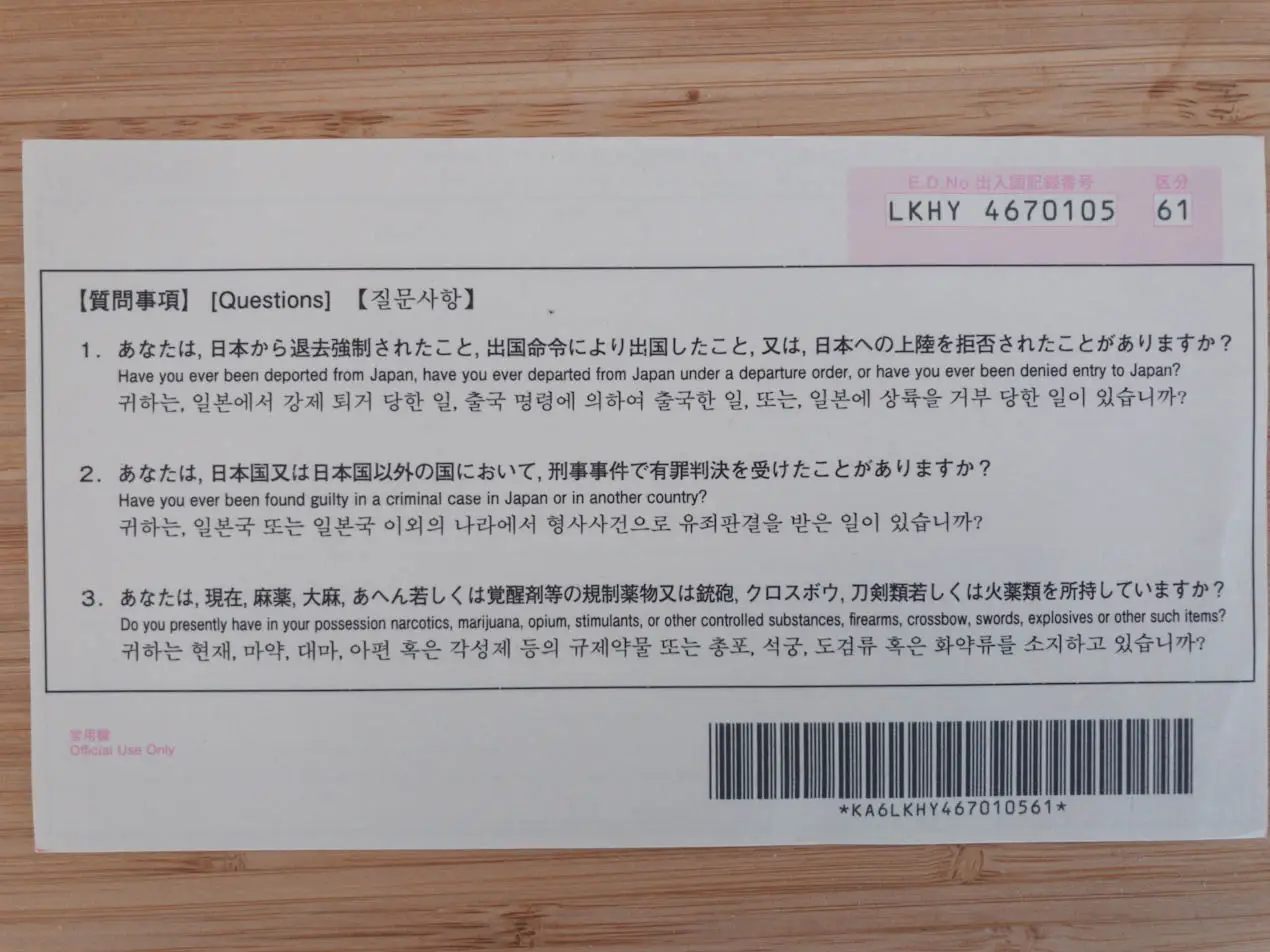 E.D.No 出入国記録番号 区分
LKHY 4670105 61
【質問事項】 [Questions] 【질문사항】
1. あなたは, 日本から退去強制されたこと, 出国命令により出国したこと, 又は, 日本への上陸を拒否されたことがありますか？
Have you ever been deported from Japan, have you ever departed from Japan under a departure order, or have you ever been denied entry to Japan?
귀하는, 일본에서 강제 퇴거 당한 일, 출국 명령에 의하여 출국한 일, 또는, 일본에 상륙을 거부 당한 일이 있습니까?
2. あなたは, 日本国又は日本国以外の国において, 刑事事件で有罪判決を受けたことがありますか？
Have you ever been found guilty in a criminal case in Japan or in another country?
귀하는, 일본국 또는 일본국 이외의 나라에서 형사사건으로 유죄판결을 받은 일이 있습니까?
3. あなたは, 現在, 麻薬, 大麻, あへん若しくは覚醒剤等の規制薬物又は銃砲, クロスボウ, 刀剣類若しくは火薬類を所持していますか？
Do you presently have in your possession narcotics, marijuana, opium, stimulants, or other controlled substances, firearms, crossbow, swords, explosives or other such items?
귀하는 현재, 마약, 대마, 아편 혹은 각성제 등의 규제약물 또는 총포, 석궁, 도검류 혹은 화약류를 소지하고 있습니까?
官用欄
Official Use Only
*KA6LKHY467010561*